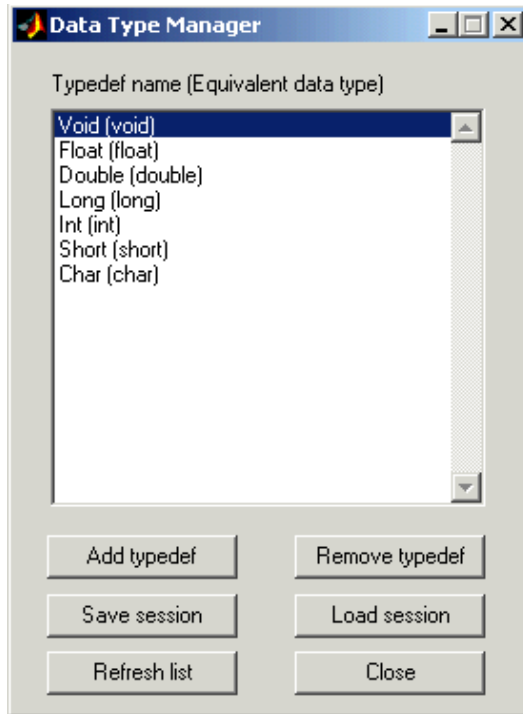 Data Type Manager
Typedef name (Equivalent data type)
Void (void)
Float (float)
Double (double)
Long (long)
Int (int)
Short (short)
Char (char)
Add typedef
Remove typedef
Save session
Load session
Refresh list
Close